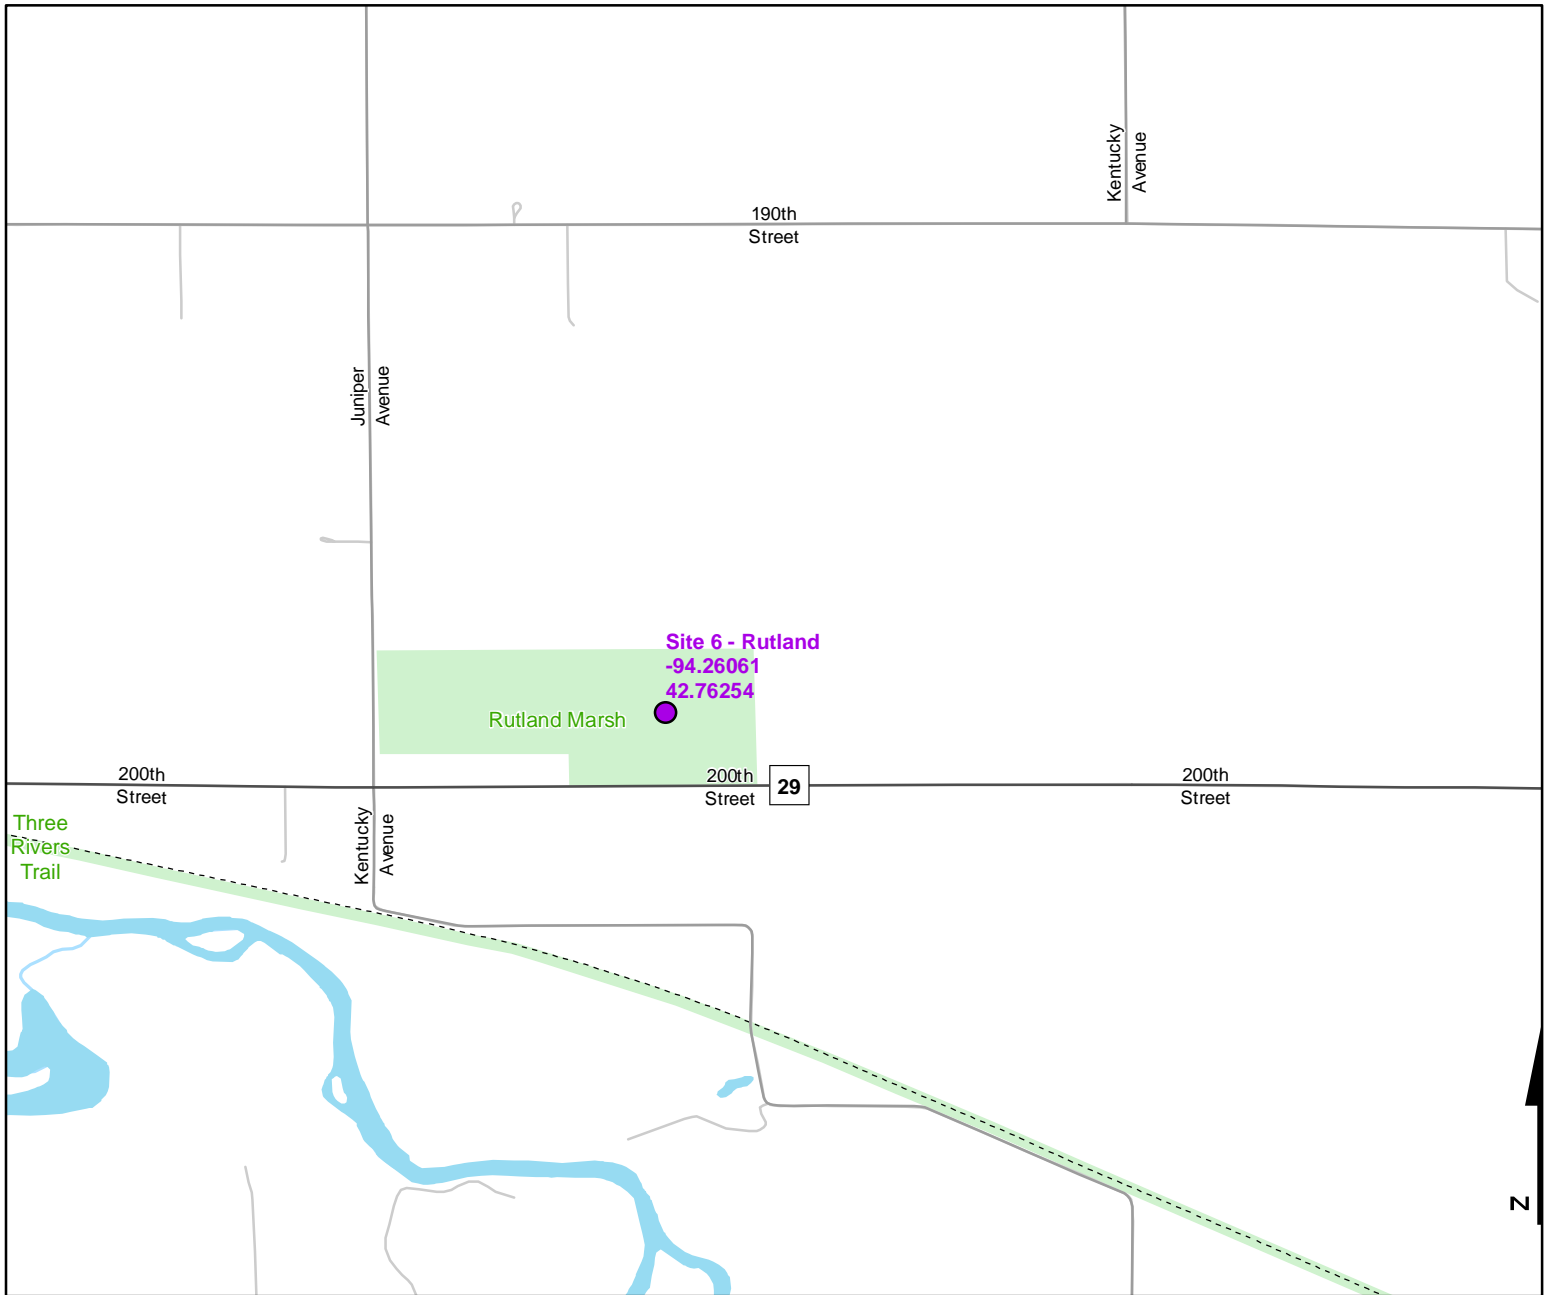 Kentucky
Avenue
190th
Street
Juniper
Avenue
Site 6 - Rutland
-94.26061
42.76254
Rutland Marsh
200th
Street
200th
Street
29
200th
Street
Three
Rivers
Trail
Kentucky
Avenue
N